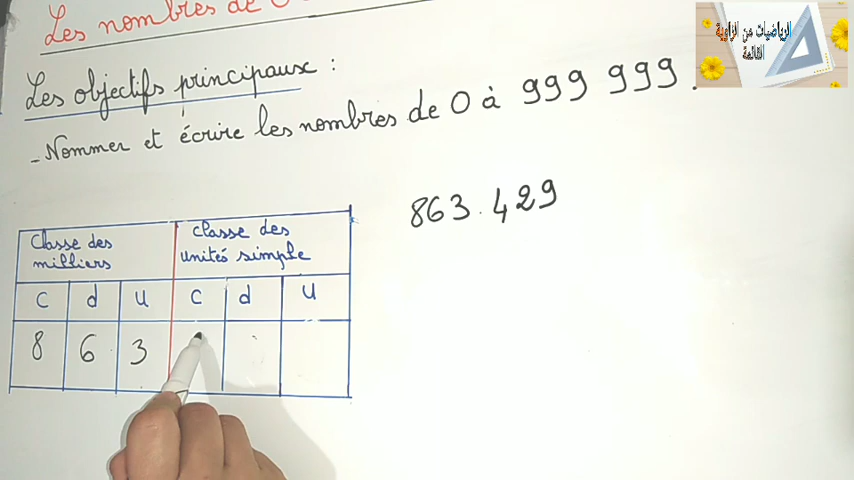 Les nombres de 0
Les objectifs principaux :
- Nommer et écrire les nombres de 0 à 999 999.
الرياضيات من الزاوية
القائمة
863.429
Classe des milliers
classe des unités simple
c d u c d u
8 6 3